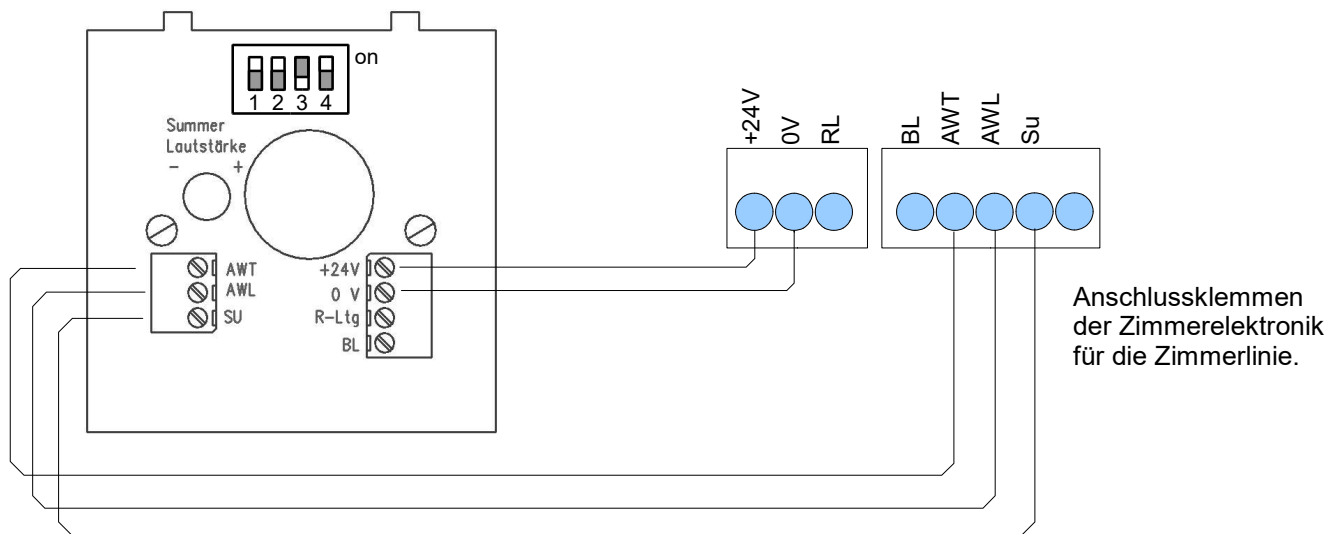 on
1 2 3 4
Summer
Lautstärke
- +
AWT
AWL
SU
+24V
0 V
R-Ltg
BL
+24V
0V
RL
BL
AWT
AWL
Su
Anschlussklemmen
der Zimmerelektronik
für die Zimmerlinie.